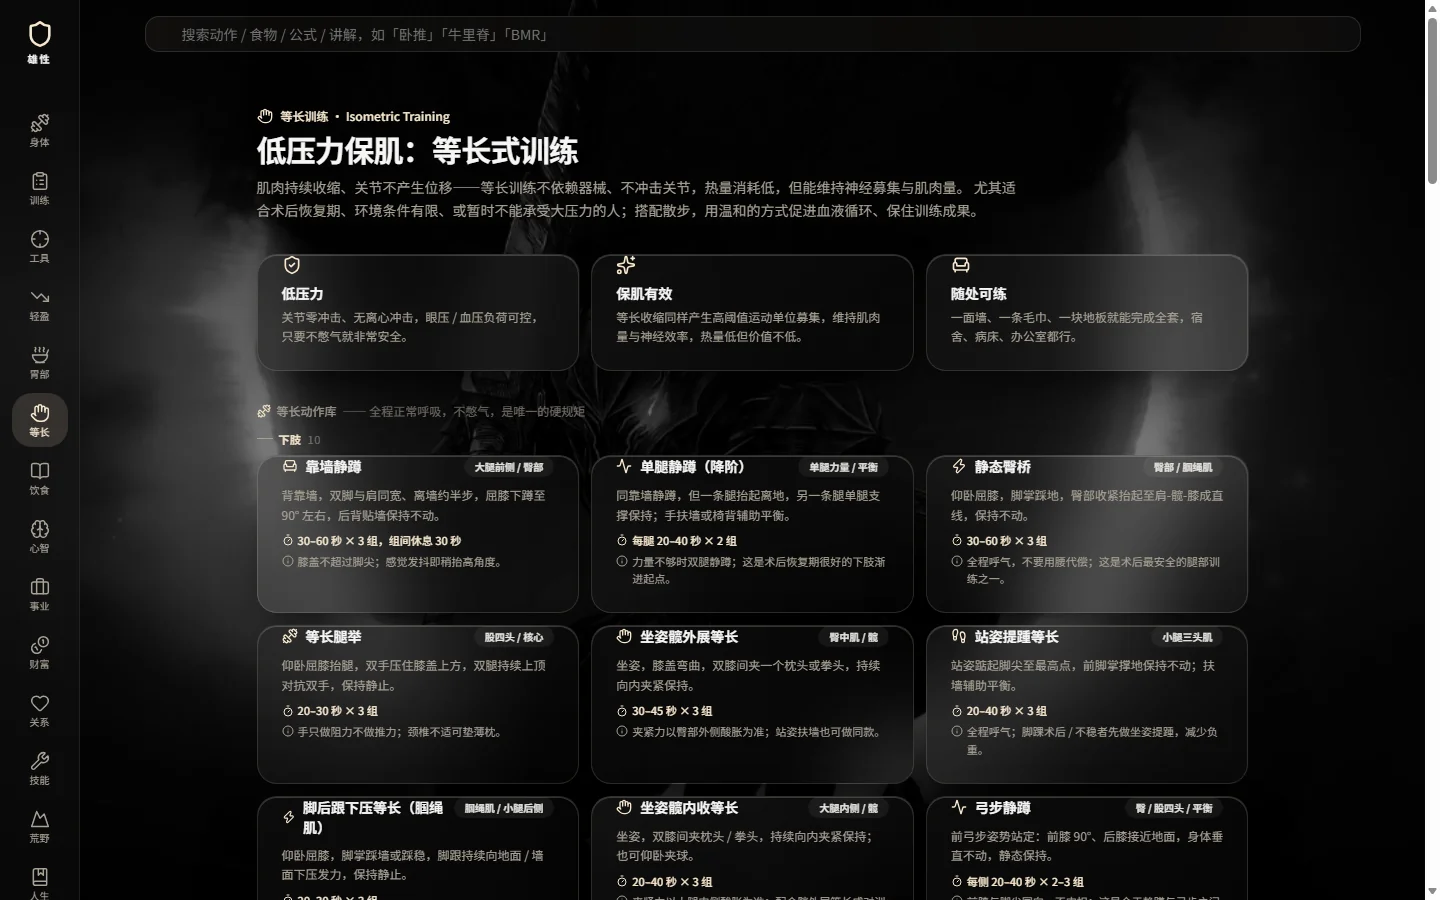 雄性
搜索动作 / 食物 / 公式 / 讲解，如「卧推」「牛里脊」「BMR」
身体
训练
工具
轻盈
胃部
等长
饮食
心智
事业
财富
关系
技能
荒野
人生
等长训练 • Isometric Training
低压力保肌：等长式训练
肌肉持续收缩、关节不产生位移——等长训练不依赖器械、不冲击关节，热量消耗低，但能维持神经募集与肌肉量。 尤其适
合术后恢复期、环境条件有限、或暂时不能承受大压力的人；搭配散步，用温和的方式促进血液循环、保住训练成果。
低压力
关节零冲击、无离心冲击，眼压 / 血压负荷可控，
只要不憋气就非常安全。
保肌有效
等长收缩同样产生高阈值运动单位募集，维持肌肉
量与神经效率，热量低但价值不低。
随处可练
一面墙、一条毛巾、一块地板就能完成全套，宿
舍、病床、办公室都行。
等长动作库 —— 全程正常呼吸，不憋气，是唯一的硬规矩
下肢 10
靠墙静蹲 大腿前侧 / 臀部
背靠墙，双脚与肩同宽、离墙约半步，屈膝下蹲至
90° 左右，后背贴墙保持不动。
30–60 秒 × 3 组，组间休息 30 秒
膝盖不超过脚尖；感觉发抖即稍抬高角度。
单腿静蹲（降阶） 单腿力量 / 平衡
同靠墙静蹲，但一条腿抬起离地，另一条腿单腿支
撑保持；手扶墙或椅背辅助平衡。
每腿 20–40 秒 × 2 组
力量不够时双腿静蹲；这是术后恢复期很好的下肢渐
进起点。
静态臀桥 臀部 / 腘绳肌
仰卧屈膝，脚掌踩地，臀部收紧抬起至肩-髋-膝成直
线，保持不动。
30–60 秒 × 3 组
全程呼气，不要用腰代偿；这是术后最安全的腿部训
练之一。
等长腿举 股四头 / 核心
仰卧屈膝抬腿，双手压住膝盖上方，双腿持续上顶
对抗双手，保持静止。
20–30 秒 × 3 组
手只做阻力不做推力；颈椎不适可垫薄枕。
坐姿髋外展等长 臀中肌 / 髋
坐姿，膝盖弯曲，双膝间夹一个枕头或拳头，持续
向内夹紧保持。
30–45 秒 × 3 组
夹紧力以臀部外侧酸胀为准；站姿扶墙也可做同款。
站姿提踵等长 小腿三头肌
站姿踮起脚尖至最高点，前脚掌撑地保持不动；扶
墙辅助平衡。
20–40 秒 × 3 组
全程呼气；脚踝术后 / 不稳者先做坐姿提踵，减少负
重。
脚后跟下压等长（腘绳
肌） 腘绳肌 / 小腿后侧
仰卧屈膝，脚掌踩墙或踩稳，脚跟持续向地面 / 墙
面下压发力，保持静止。
20–30 秒 × 3 组
坐姿髋内收等长 大腿内侧 / 髋
坐姿，双膝间夹枕头 / 拳头，持续向内夹紧保持；
也可仰卧夹球。
20–40 秒 × 3 组
弓步静蹲 臀 / 股四头 / 平衡
前弓步姿势站定：前膝 90°、后膝接近地面，身体垂
直不动，静态保持。
每侧 20–40 秒 × 2–3 组